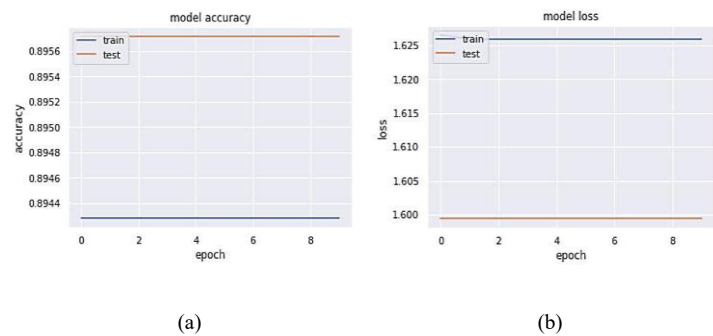 model accuracy
train
test
0.8956
0.8954
0.8952
0.8950
0.8948
0.8946
0.8944
accuracy
0 2 4 6 8
epoch
(a)
model loss
train
test
1.625
1.620
1.615
1.610
1.605
1.600
loss
0 2 4 6 8
epoch
(b)